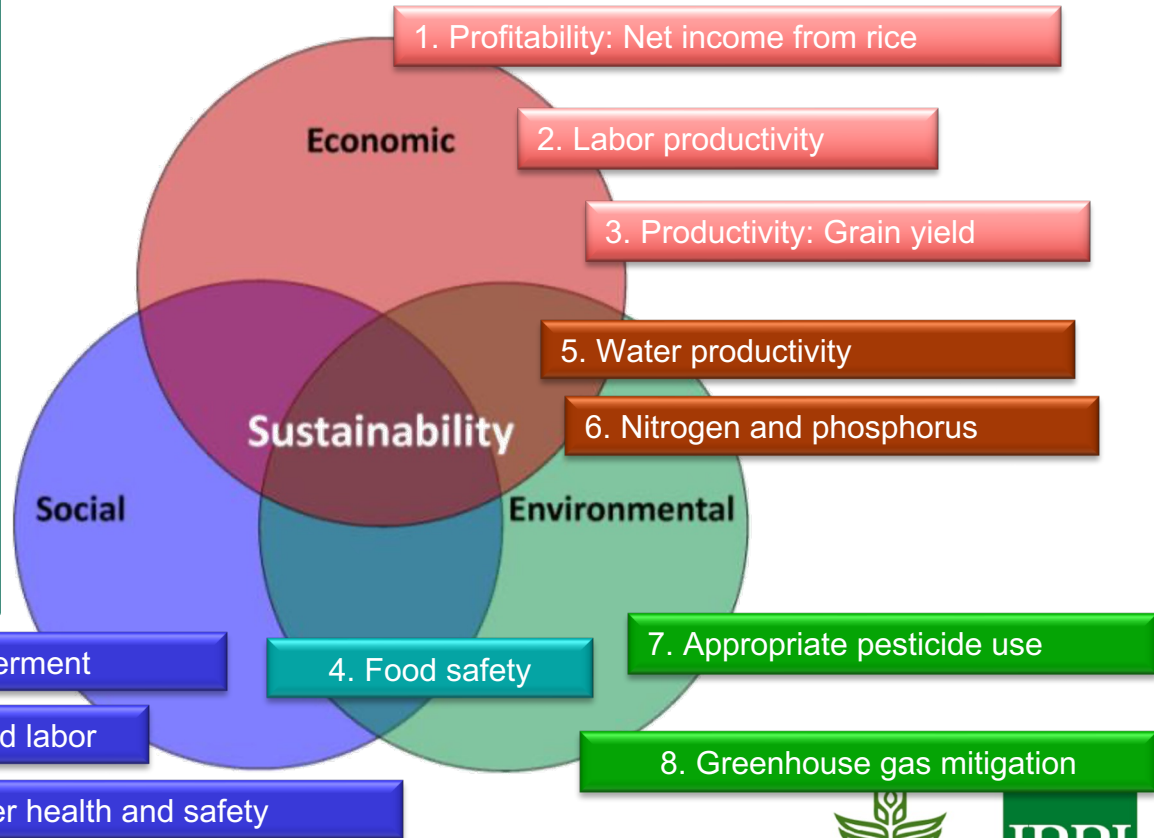 1. Profitability: Net income from rice
Economic
2. Labor productivity
3. Productivity: Grain yield
5. Water productivity
6. Nitrogen and phosphorus
Sustainability
Social
Environmental
7. Appropriate pesticide use
4. Food safety
labor
8. Greenhouse gas mitigation
health and safety